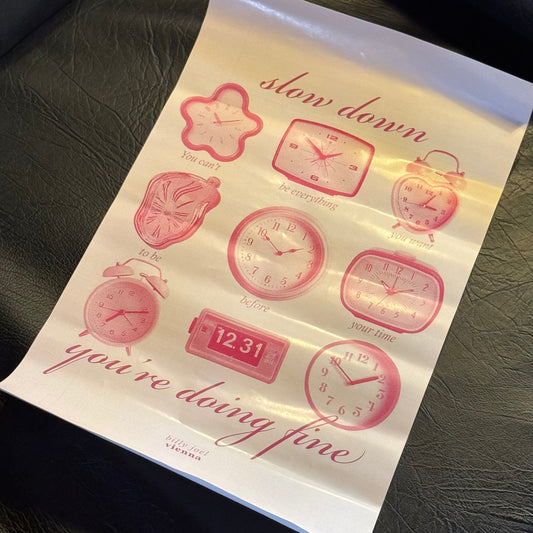 slow down
You can't
be everything
you want
to be
before
your time
12.31
you're doing fine
billy joel
vienna